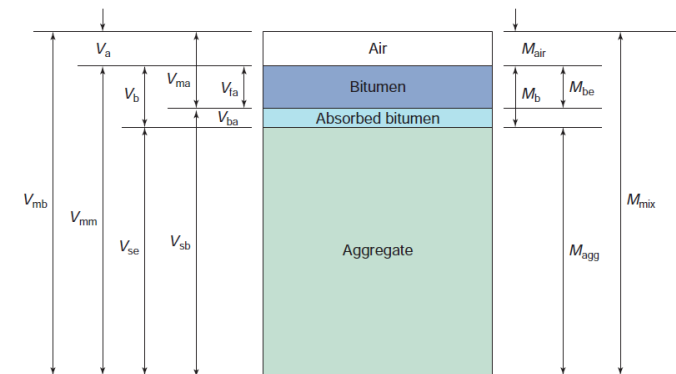 Air
Bitumen
Absorbed bitumen
Aggregate
Va
Vma
Vb
Vfa
Vba
Vmb
Vmm
Vse
Vsb
Mair
Mb
Mbe
Mmix
Magg